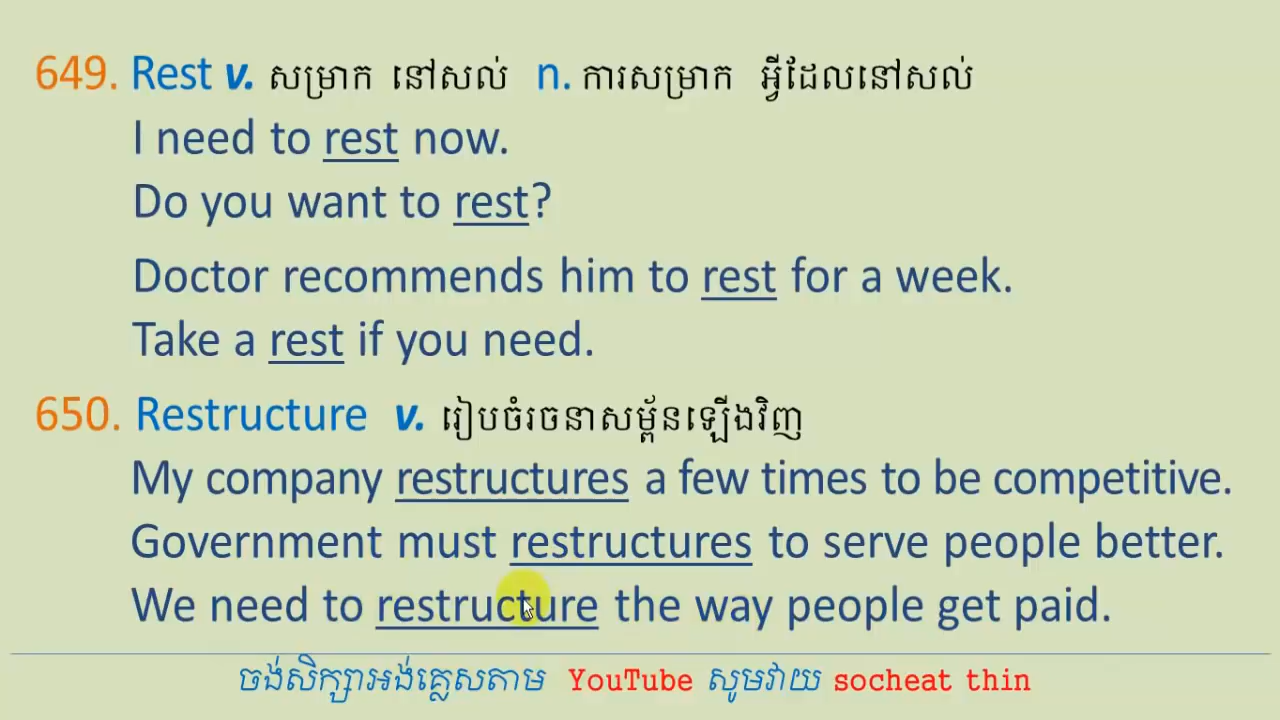 649. Rest v. សម្រាក នៅសល់ n. ការសម្រាក អ្វីដែលនៅសល់
I need to rest now.
Do you want to rest?
Doctor recommends him to rest for a week.
Take a rest if you need.
650. Restructure v. រៀបចំរចនាសម្ព័នឡើងវិញ
My company restructures a few times to be competitive.
Government must restructures to serve people better.
We need to restructure the way people get paid.
ចង់សិក្សាអង់គ្លេសតាម YouTube សូមវាយ socheat thin